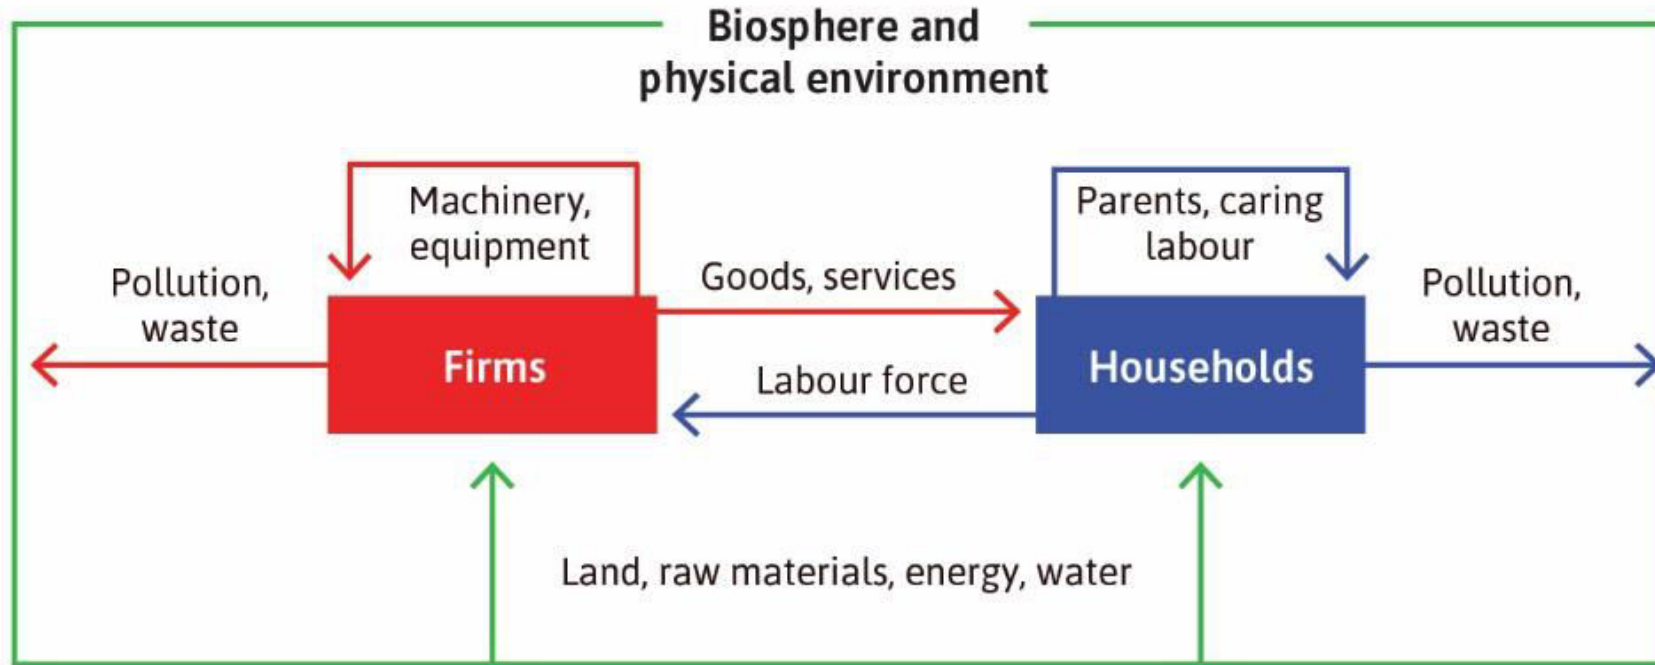 Biosphere and
physical environment
Machinery,
equipment
Parents, caring
labour
Pollution,
waste
Goods, services
Pollution,
waste
Firms
Labour force
Households
Land, raw materials, energy, water